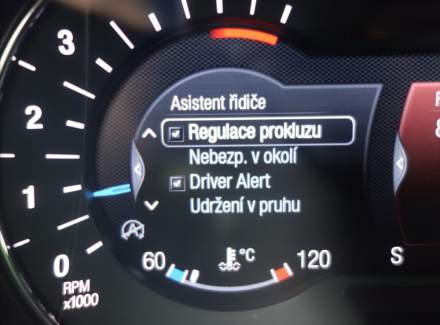 3
2
1
0
RPM
x1000
Asistent řidiče
Regulace prokluzu
Nebezp. v okolí
Driver Alert
Udržení v pruhu
A
60
°C
120
S